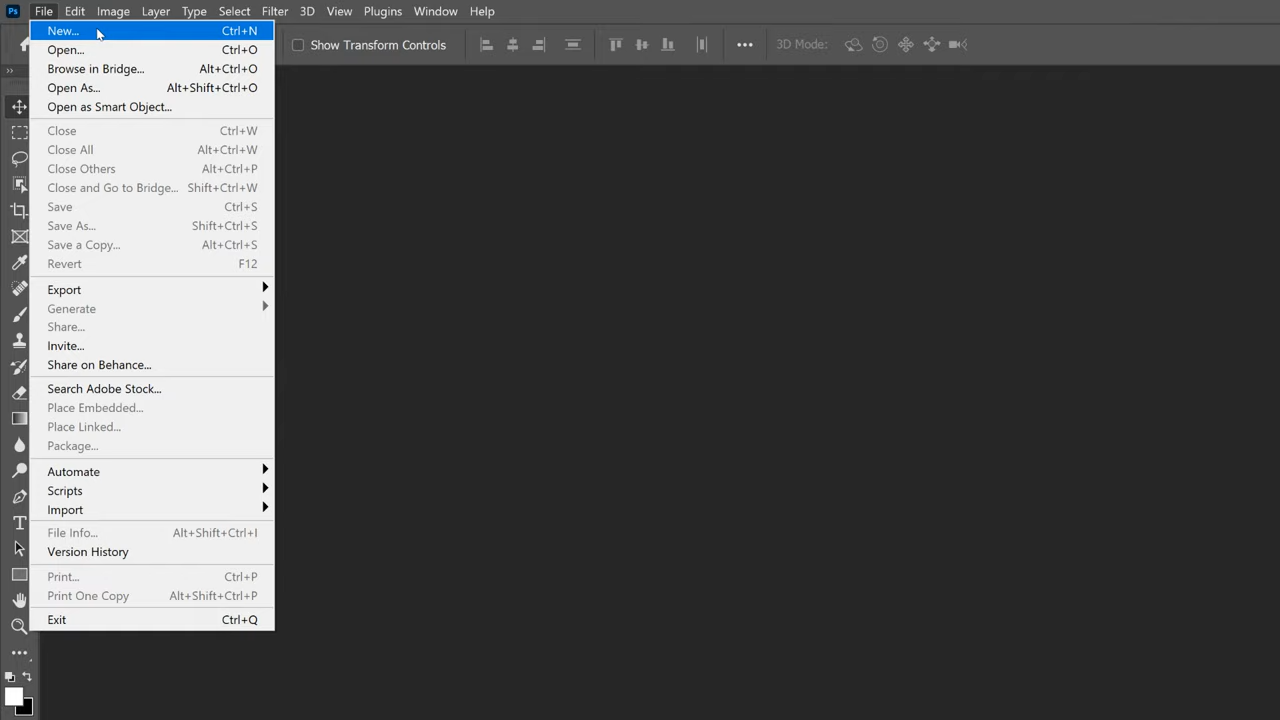 Ps File Edit Image Layer Type Select Filter 3D View Plugins Window Help
Show Transform Controls 3D Mode:
New... Ctrl+N
Open... Ctrl+O
Browse in Bridge... Alt+Ctrl+O
Open As... Alt+Shift+Ctrl+O
Open as Smart Object...
Close Ctrl+W
Close All Alt+Ctrl+W
Close Others Alt+Ctrl+P
Close and Go to Bridge... Shift+Ctrl+W
Save Ctrl+S
Save As... Shift+Ctrl+S
Save a Copy... Alt+Ctrl+S
Revert F12
Export
Generate
Share...
Invite...
Share on Behance...
Search Adobe Stock...
Place Embedded...
Place Linked...
Package...
Automate
Scripts
Import
File Info... Alt+Shift+Ctrl+I
Version History
Print... Ctrl+P
Print One Copy Alt+Shift+Ctrl+P
Exit Ctrl+Q